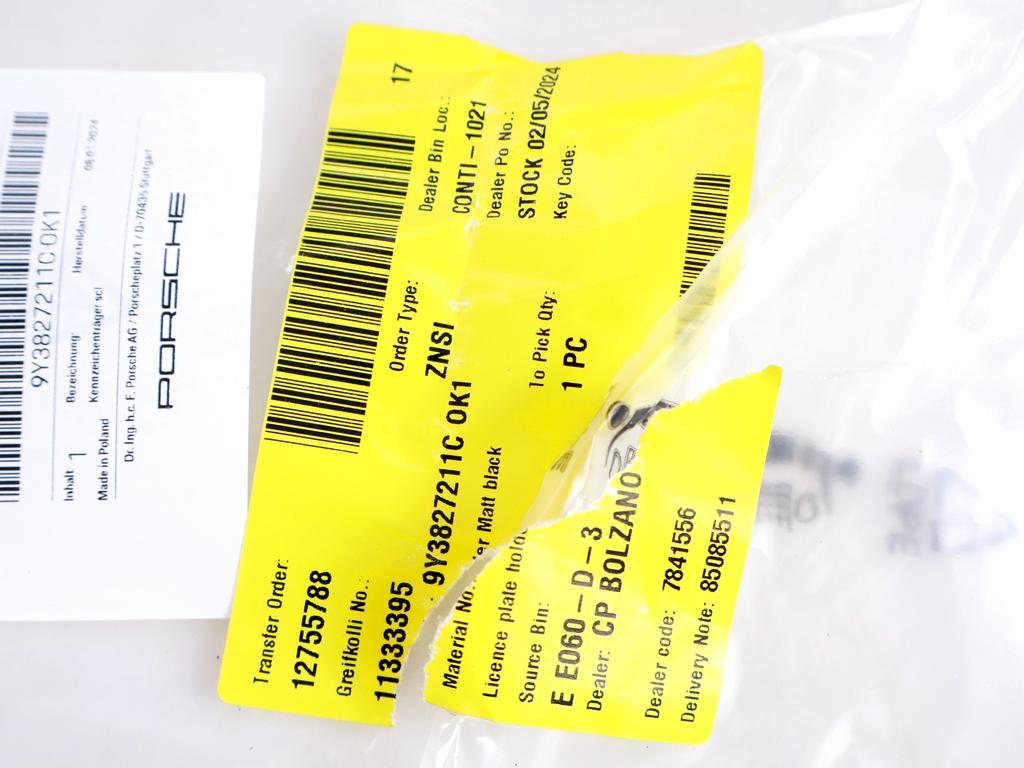 9Y3827211C OK1
Inhalt 1
Bezeichnung: Herstelldatum 08.01.2024
Kennzeichenträger scl
Made in Poland
Dr. Ing. h.c. F. Porsche AG / Porscheplatz 1 / D-70435 Stuttgart
PORSCHE
17
Transfer Order:
12755788
Order Type:
ZNSI
Dealer Bin Loc.:
CONTI-1021
Greifkolli No.:
11333395
Dealer Po No.:
STOCK 02/05/2024
Material No.: 9Y3827211C OK1
Key Code:
Licence plate holder Matt black
To Pick Qty:
1 PC
Source Bin:
E E060-D-3
Dealer: CP BOLZANO
Dealer code: 7841556
Delivery Note: 85085511